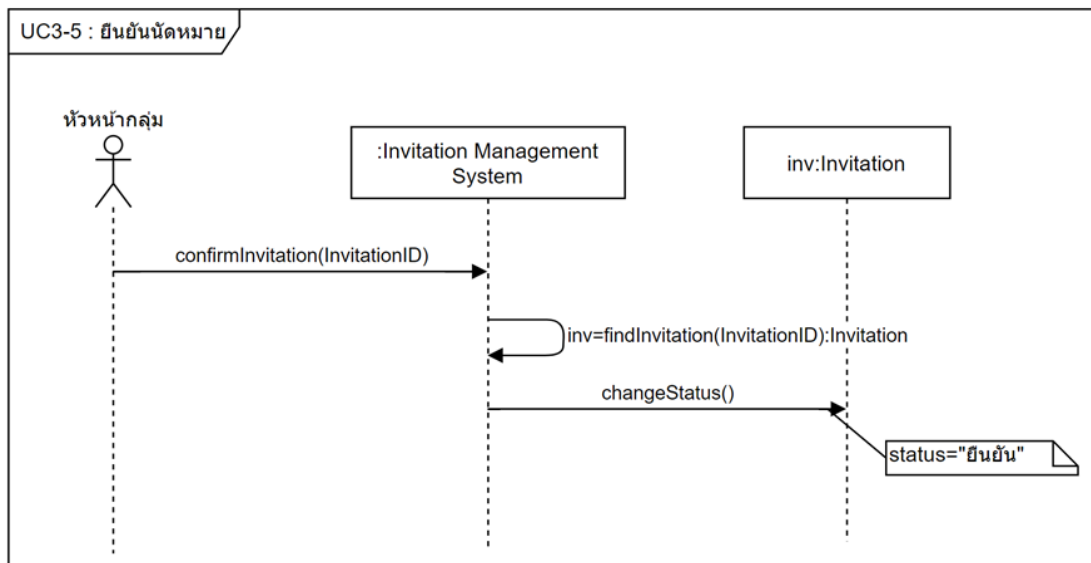 UC3-5 : ยืนยันนัดหมาย
หัวหน้ากลุ่ม
:Invitation Management
System
inv:Invitation
confirmInvitation(InvitationID)
inv=findInvitation(InvitationID):Invitation
changeStatus()
status="ยืนยัน"